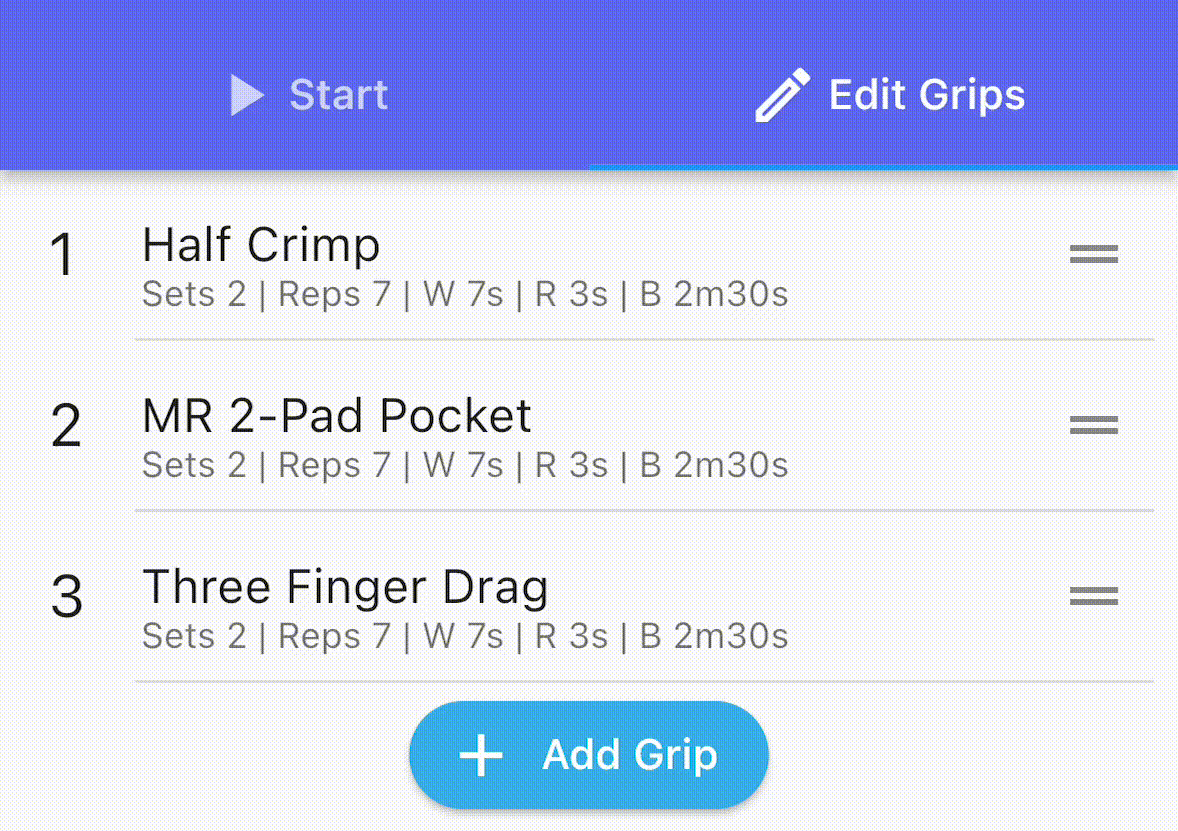 Start
Edit Grips
1
Half Crimp
Sets 2 | Reps 7 | W 7s | R 3s | B 2m30s
2
MR 2-Pad Pocket
Sets 2 | Reps 7 | W 7s | R 3s | B 2m30s
3
Three Finger Drag
Sets 2 | Reps 7 | W 7s | R 3s | B 2m30s
Add Grip